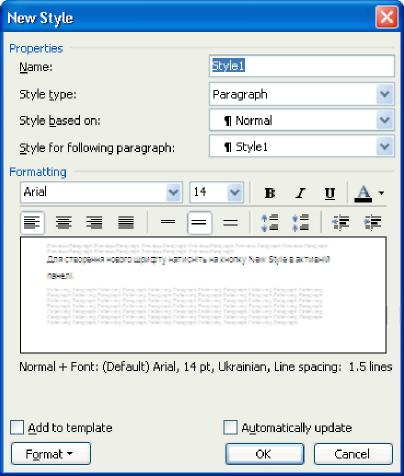 New Style
Properties
Name:
Style1
Style type:
Paragraph
Style based on:
¶ Normal
Style for following paragraph:
¶ Style1
Formatting
Arial
14
B I U A
Для створення нового шрифту натисніть на кнопку New Style в активній
панелі.
Normal + Font: (Default) Arial, 14 pt, Ukrainian, Line spacing: 1.5 lines
Add to template
Automatically update
Format
OK
Cancel